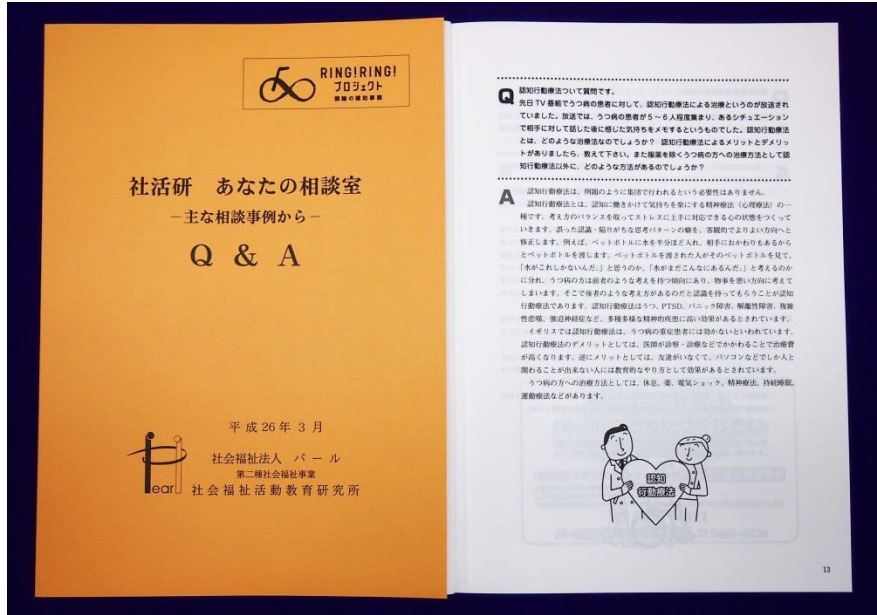 RING!RING!
プロジェクト
競輪の補助事業
社活研 あなたの相談室
－主な相談事例から－
Q & A
平成26年3月
Pearl
社会福祉法人 パール
第二種社会福祉事業
社会福祉活動教育研究所
Q 認知行動療法ついて質問です。
先日TV番組でうつ病の患者に対して、認知行動療法による治療というのが放送され
ていました。放送では、うつ病の患者が5～6人程度集まり、あるシチュエーション
で相手に対して話した後に感じた気持ちをメモするというものでした。認知行動療法
とは、どのような治療法なのでしょうか？ 認知行動療法によるメリットとデメリッ
トがありましたら、教えて下さい。また服薬を除くうつ病の方への治療方法として認
知行動療法以外に、どのような方法があるのでしょうか？
A 認知行動療法は、例題のように集団で行われるという必要性はありません。
認知行動療法とは、認知に働きかけて気持ちを楽にする精神療法（心理療法）の一
種です。考え方のバランスを取ってストレスに上手に対応できる心の状態をつくって
いきます。誤った認識・陥りがちな思考パターンの癖を、客観的でよりよい方向へと
修正します。例えば、ペットボトルに水を半分ほど入れ、相手におかわりもあるから
とペットボトルを渡します。ペットボトルを渡された人がそのペットボトルを見て、
「水がこれしかないんだ。」と思うのか、「水がまだこんなにあるんだ。」と考えるのか
に分れ、うつ病の方は前者のような考えを持つ傾向にあり、物事を悪い方向に考えて
しまいます。そこで後者のような考え方があるのだと認識を持ってもらうことが認知
行動療法であります。認知行動療法はうつ、PTSD、パニック障害、解離性障害、複雑
性悲嘆、強迫神経症など、多種多様な精神的疾患に高い効果があるとされています。
イギリスでは認知行動療法は、うつ病の重症患者には効かないといわれています。
認知行動療法のデメリットとしては、医師が診察・診療などでかかわることで治療費
が高くなります。逆にメリットとしては、友達がいなくて、パソコンなどでしか人と
関わることが出来ない人には教育的なやり方として効果があるとされています。
うつ病の方への治療方法としては、休息、薬、電気ショック、精神療法、持続睡眠、
運動療法などがあります。
認知
行動療法
13